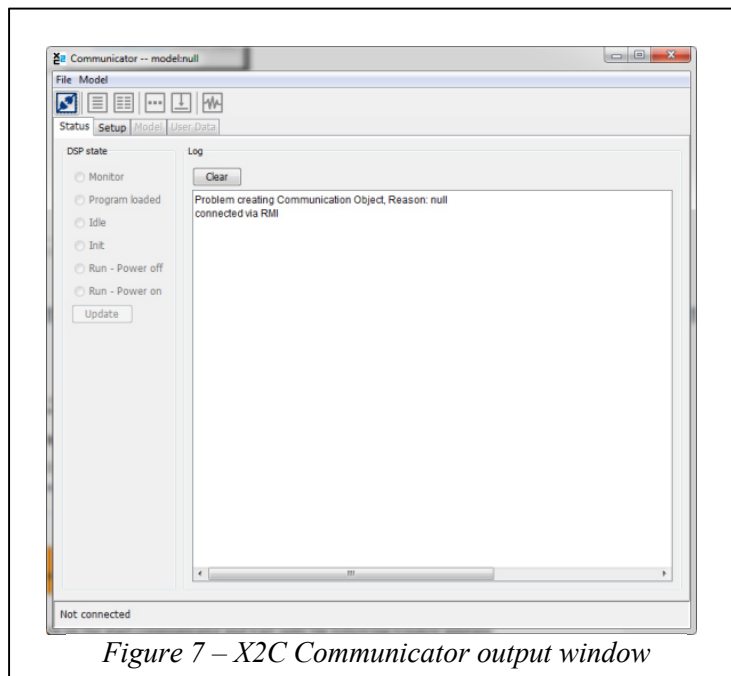 X2 Communicator -- model:null
File Model
Status Setup Model User Data
DSP state
Log
Monitor
Clear
Program loaded
Idle
Init
Run - Power off
Run - Power on
Update
Problem creating Communication Object, Reason: null
connected via RMI
Not connected
Figure 7 – X2C Communicator output window